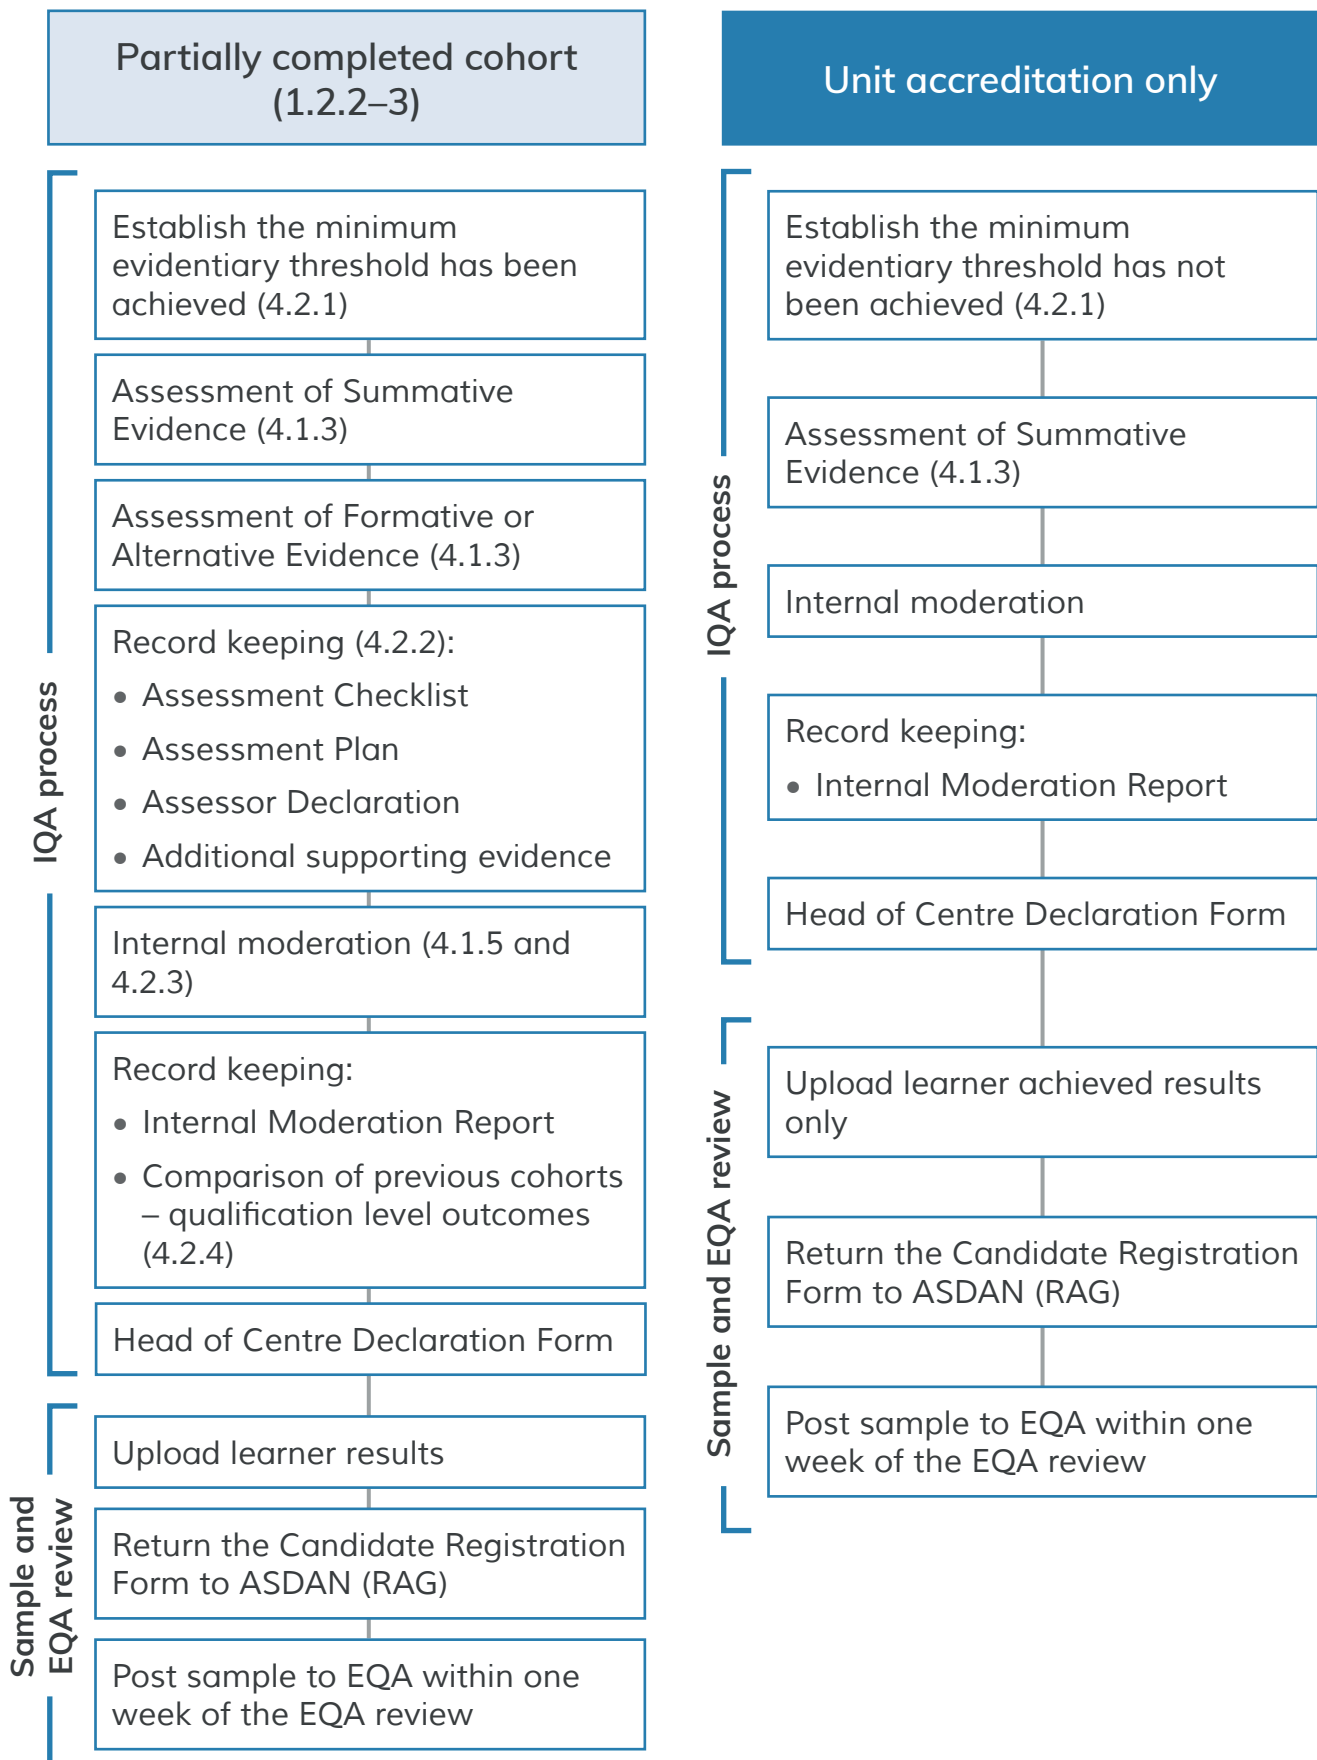 Partially completed cohort
(1.2.2–3)
IQA process
Establish the minimum
evidentiary threshold has been
achieved (4.2.1)
Assessment of Summative
Evidence (4.1.3)
Assessment of Formative or
Alternative Evidence (4.1.3)
Record keeping (4.2.2):
• Assessment Checklist
• Assessment Plan
• Assessor Declaration
• Additional supporting evidence
Internal moderation (4.1.5 and
4.2.3)
Record keeping:
• Internal Moderation Report
• Comparison of previous cohorts
– qualification level outcomes
(4.2.4)
Head of Centre Declaration Form
Sample and
EQA review
Upload learner results
Return the Candidate Registration
Form to ASDAN (RAG)
Post sample to EQA within one
week of the EQA review
Unit accreditation only
IQA process
Establish the minimum
evidentiary threshold has not
been achieved (4.2.1)
Assessment of Summative
Evidence (4.1.3)
Internal moderation
Record keeping:
• Internal Moderation Report
Head of Centre Declaration Form
Sample and EQA review
Upload learner achieved results
only
Return the Candidate Registration
Form to ASDAN (RAG)
Post sample to EQA within one
week of the EQA review